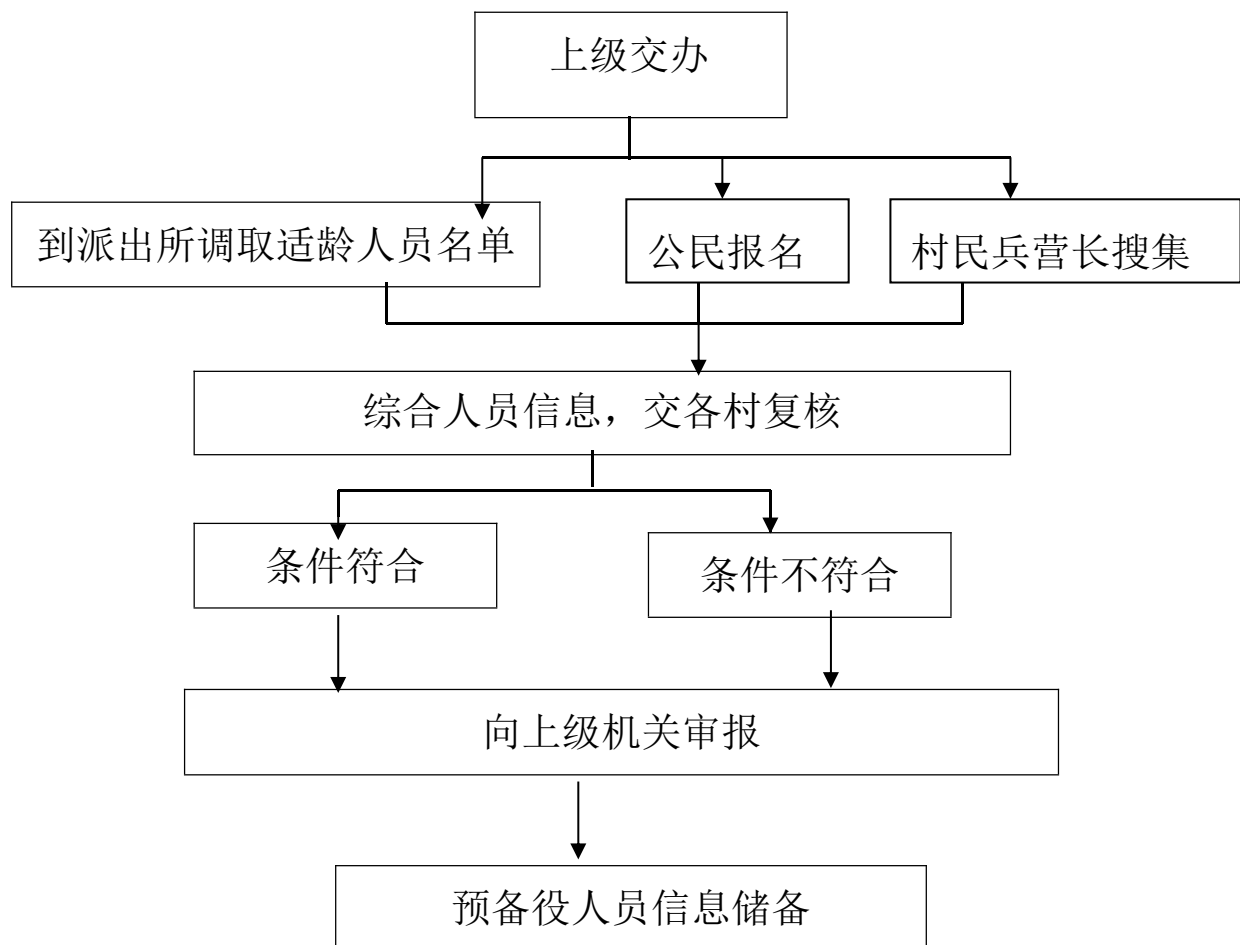 上级交办
到派出所调取适龄人员名单
公民报名
村民兵营长搜集
综合人员信息，交各村复核
条件符合
条件不符合
向上级机关审报
预备役人员信息储备